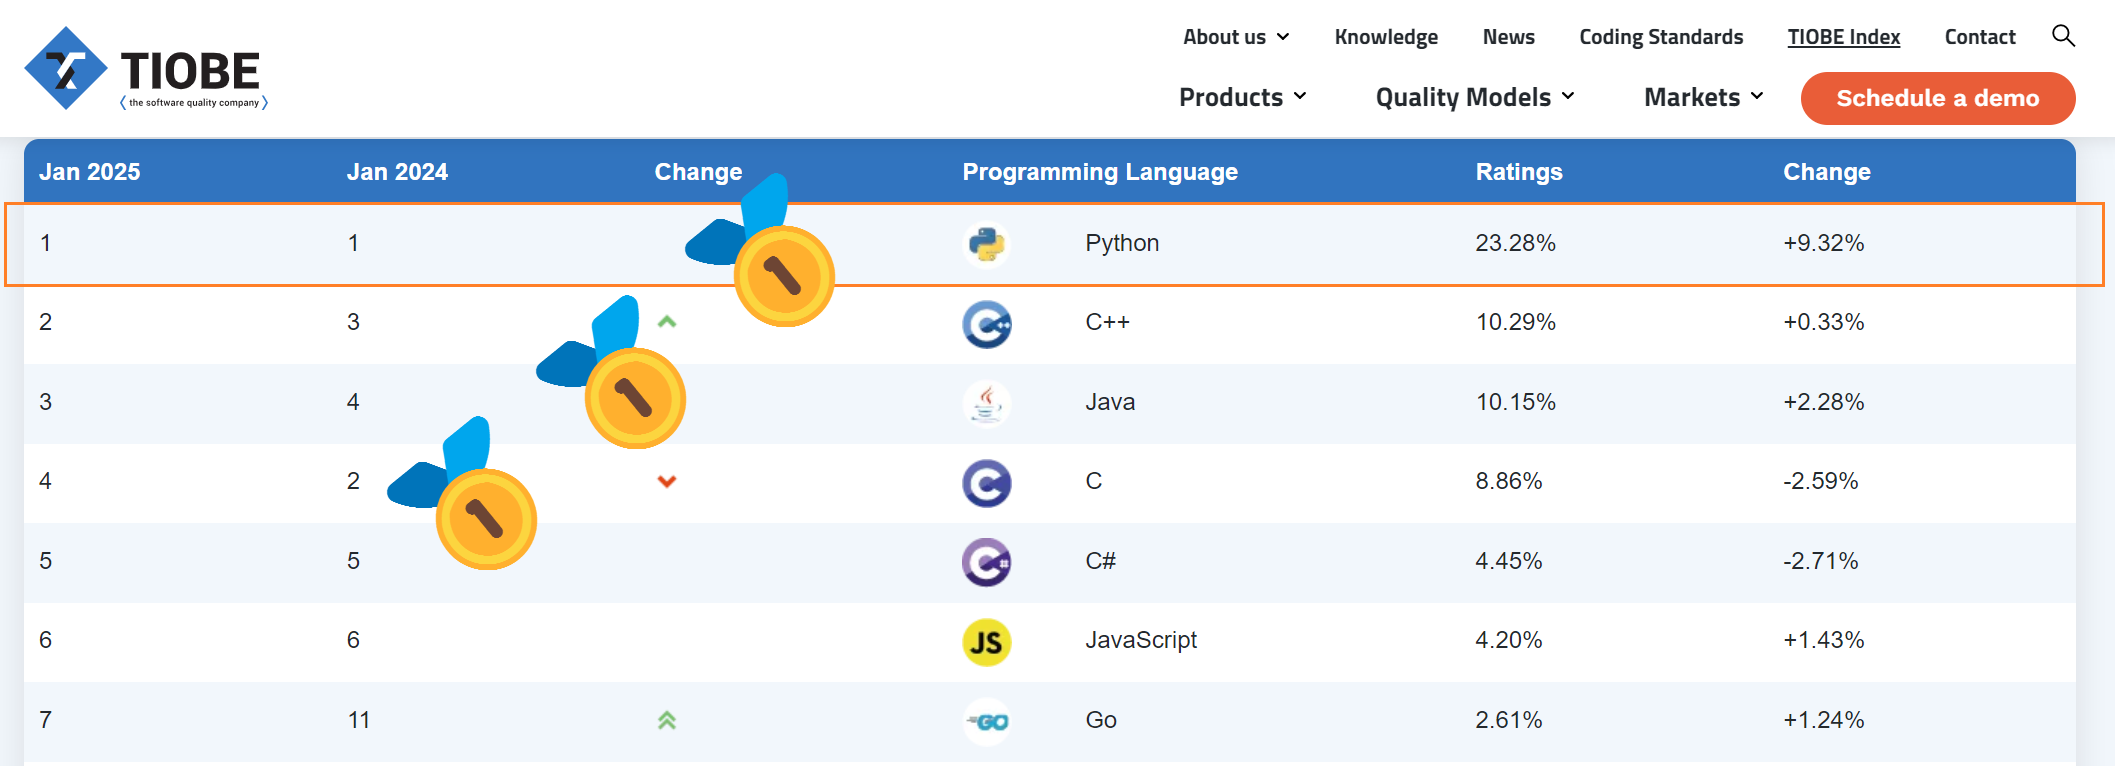 About us Knowledge News Coding Standards TIOBE Index Contact
TIOBE
⟨ the software quality company ⟩
Products Quality Models Markets Schedule a demo
Jan 2025 Jan 2024 Change Programming Language Ratings Change
1 1 1 Python 23.28% +9.32%
2 3 C++ 10.29% +0.33%
3 4 1 Java 10.15% +2.28%
4 2 1 C 8.86% -2.59%
5 5 C# 4.45% -2.71%
6 6 JS JavaScript 4.20% +1.43%
7 11 GO Go 2.61% +1.24%